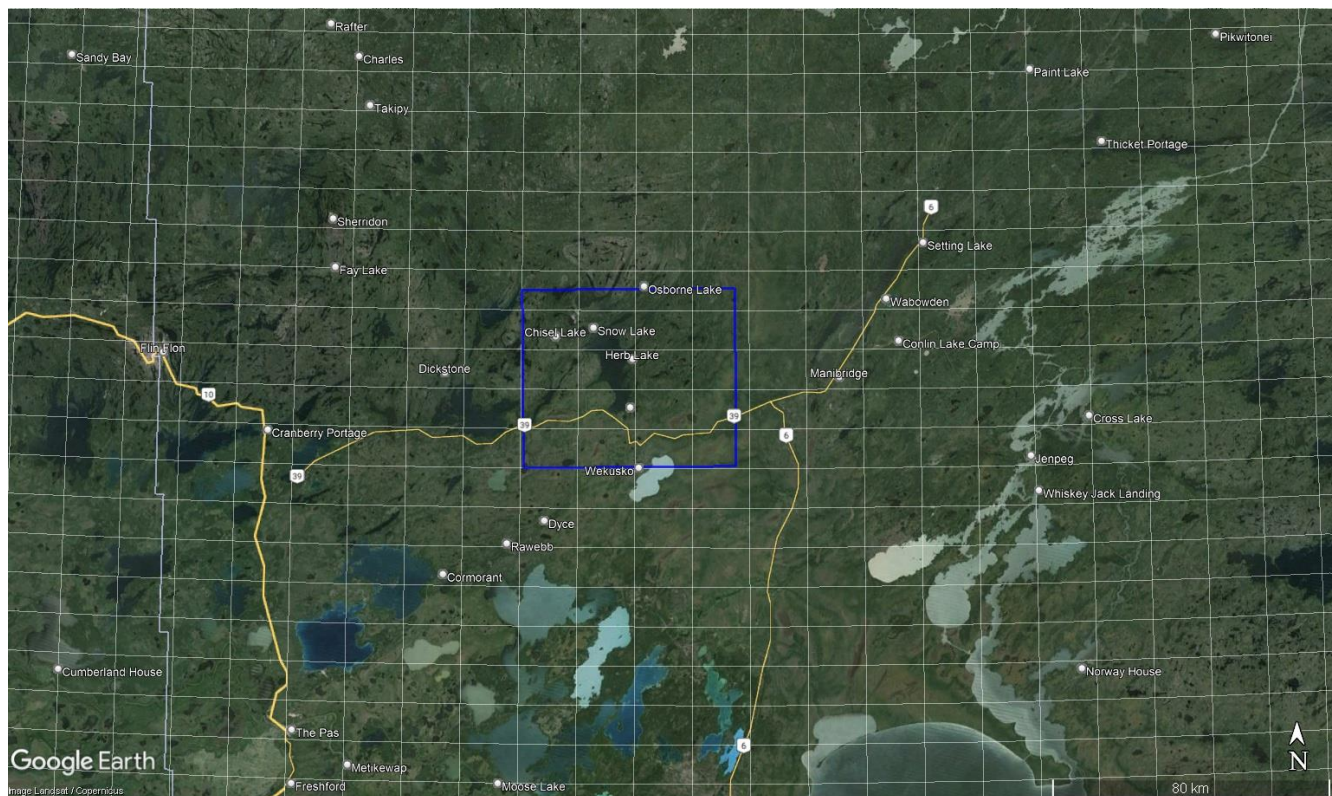 Rafter
Pikwitonei
Sandy Bay
Charles
Paint Lake
Takipy
Thicket Portage
6
Sherridon
Setting Lake
Fay Lake
Osborne Lake
Wabowden
Snow Lake
Chisel Lake
Conlin Lake Camp
Flin Flon
Herb Lake
Dickstone
Manibridge
10
39
39
Cross Lake
Cranberry Portage
6
Jenpeg
Wekusko
39
Whiskey Jack Landing
Dyce
Rawebb
Cormorant
Cumberland House
Norway House
The Pas
6
N
Google Earth
Metikewap
Freshford
Moose Lake
80 km
Image Landsat / Copernicus